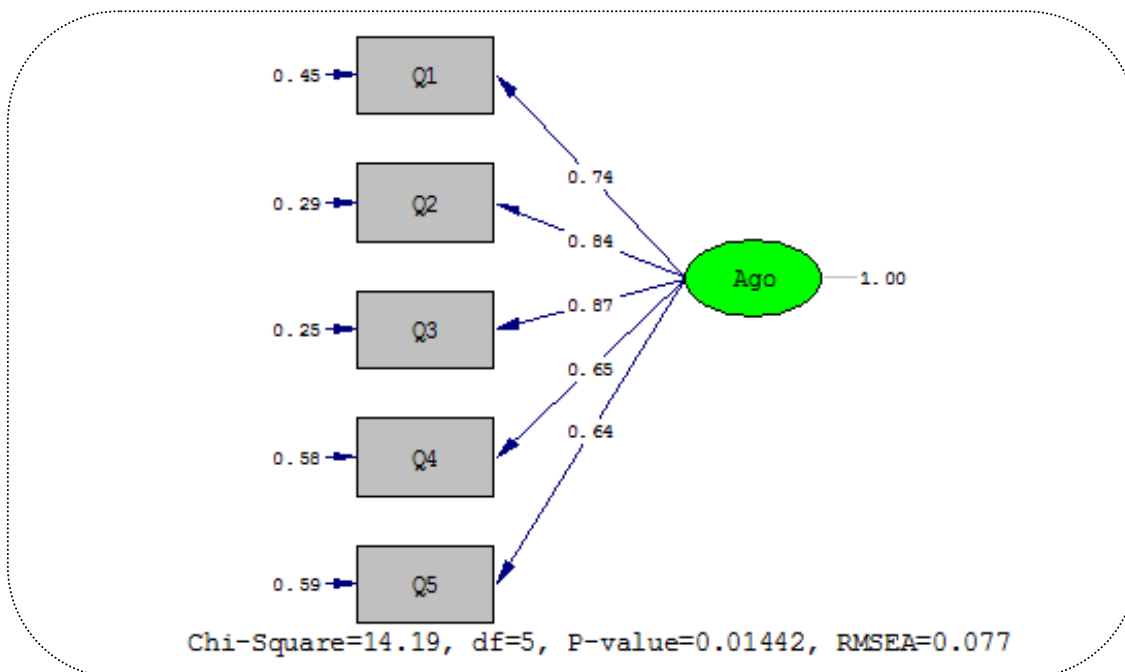 0.45 Q1
0.74
0.29 Q2
0.84
Ago 1.00
0.87
0.25 Q3
0.65
0.64
0.58 Q4
0.59 Q5
Chi-Square=14.19, df=5, P-value=0.01442, RMSEA=0.077